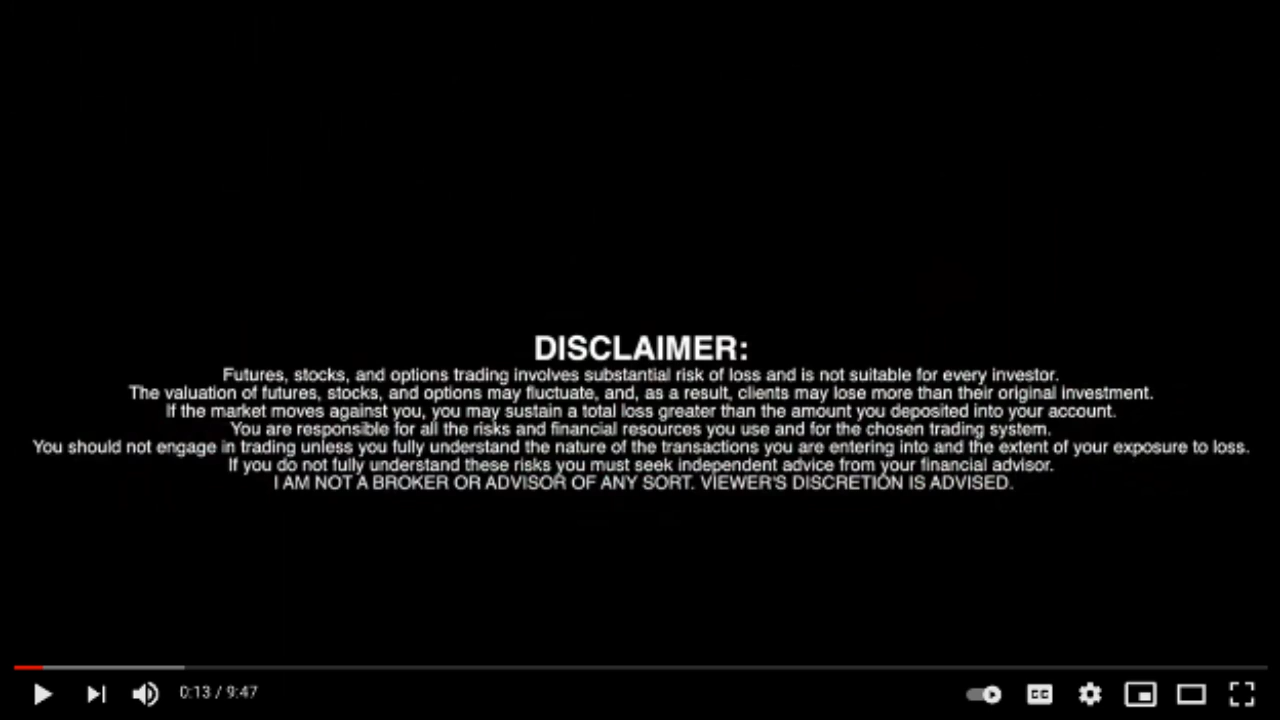 DISCLAIMER:
Futures, stocks, and options trading involves substantial risk of loss and is not suitable for every investor.
The valuation of futures, stocks, and options may fluctuate, and, as a result, clients may lose more than their original investment.
If the market moves against you, you may sustain a total loss greater than the amount you deposited into your account.
You are responsible for all the risks and financial resources you use and for the chosen trading system.
You should not engage in trading unless you fully understand the nature of the transactions you are entering into and the extent of your exposure to loss.
If you do not fully understand these risks you must seek independent advice from your financial advisor.
I AM NOT A BROKER OR ADVISOR OF ANY SORT. VIEWER'S DISCRETION IS ADVISED.
0:13 / 9:47 CC